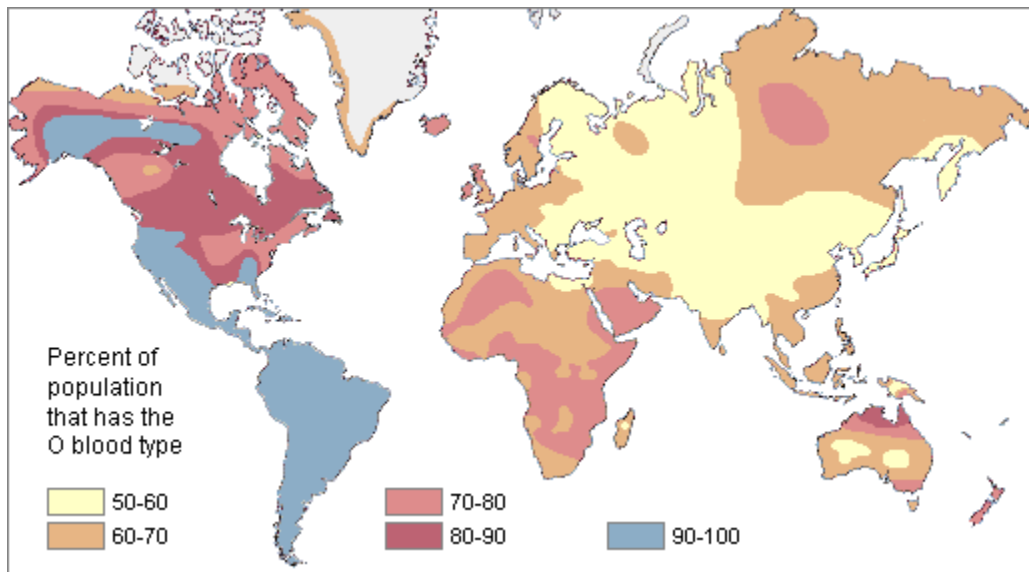 Percent of
population
that has the
O blood type
50-60
60-70
70-80
80-90
90-100